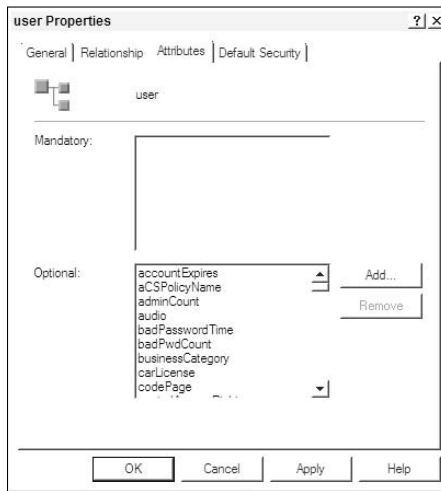 user Properties
General Relationship Attributes Default Security
user
Mandatory:
Optional:
accountExpires
aCSPolicyName
adminCount
audio
badPasswordTime
badPwdCount
businessCategory
carLicense
codePage
Add...
Remove
OK Cancel Apply Help